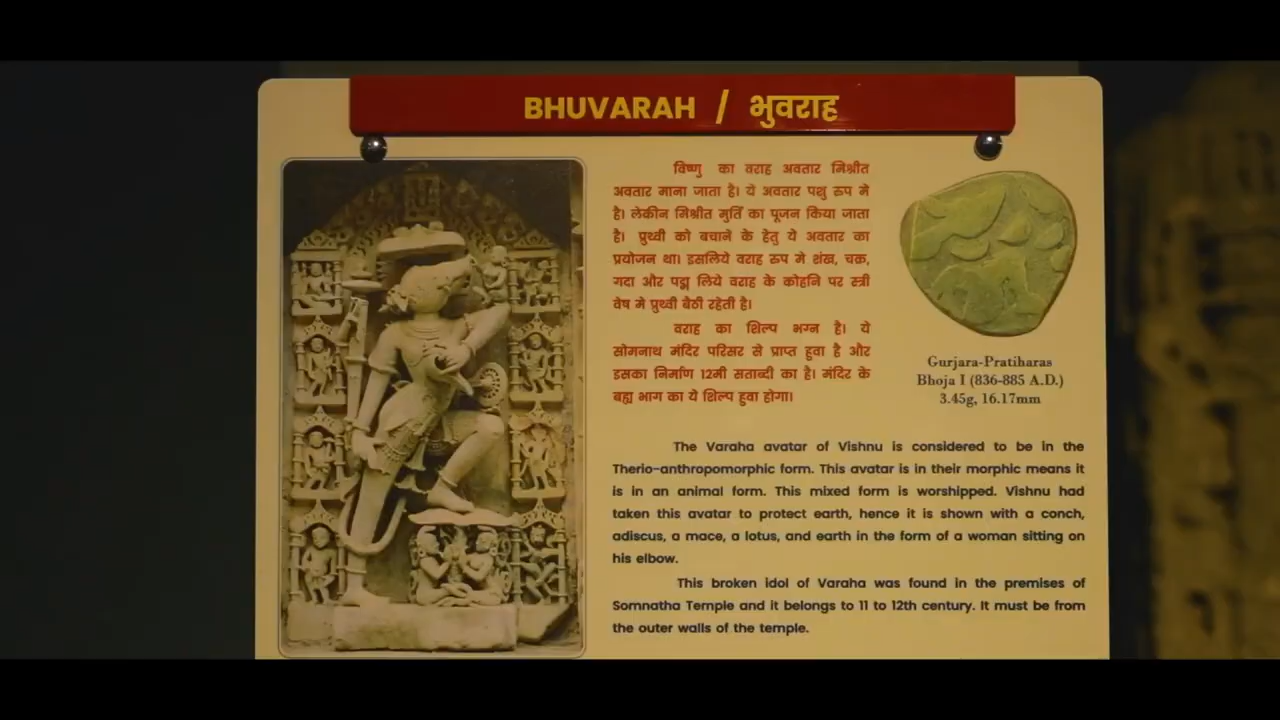 BHUVARAH / भुवराह
विष्णु का वराह अवतार मिश्रीत
अवतार माना जाता है। ये अवतार पशु रुप मे
है। लेकीन मिश्रीत मुर्ति का पूजन किया जाता
है। प्रुथ्वी को बचाने के हेतु ये अवतार का
प्रयोजन था। इसलिये वराह रुप मे शंख, चक्र,
गदा और पद्म लिये वराह के कोहनि पर स्त्री
वेष मे प्रुथ्वी बैठी रहेती है।
वराह का शिल्प भग्न है। ये
सोमनाथ मंदिर परिसर से प्राप्त हुवा है और
इसका निर्माण 12मी सताब्दी का है। मंदिर के
बह्य भाग का ये शिल्प हुवा होगा।
Gurjara-Pratiharas
Bhoja I (836-885 A.D.)
3.45g, 16.17mm
The Varaha avatar of Vishnu is considered to be in the
Therio-anthropomorphic form. This avatar is in their morphic means it
is in an animal form. This mixed form is worshipped. Vishnu had
taken this avatar to protect earth, hence it is shown with a conch,
adiscus, a mace, a lotus, and earth in the form of a woman sitting on
his elbow.
This broken idol of Varaha was found in the premises of
Somnatha Temple and it belongs to 11 to 12th century. It must be from
the outer walls of the temple.